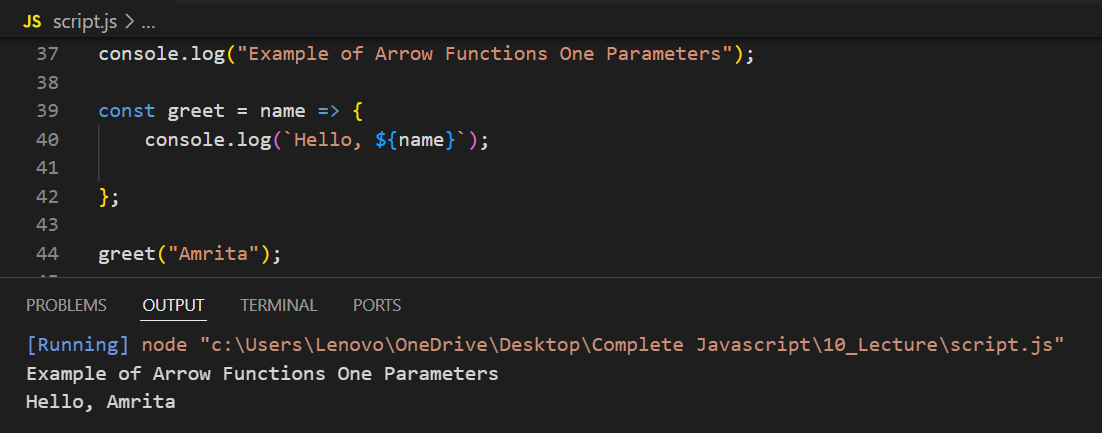 JS script.js > ...
37 console.log("Example of Arrow Functions One Parameters");
38
39 const greet = name => {
40 console.log(`Hello, ${name}`);
41
42 };
43
44 greet("Amrita");
PROBLEMS OUTPUT TERMINAL PORTS
[Running] node "c:\Users\Lenovo\OneDrive\Desktop\Complete Javascript\10_Lecture\script.js"
Example of Arrow Functions One Parameters
Hello, Amrita